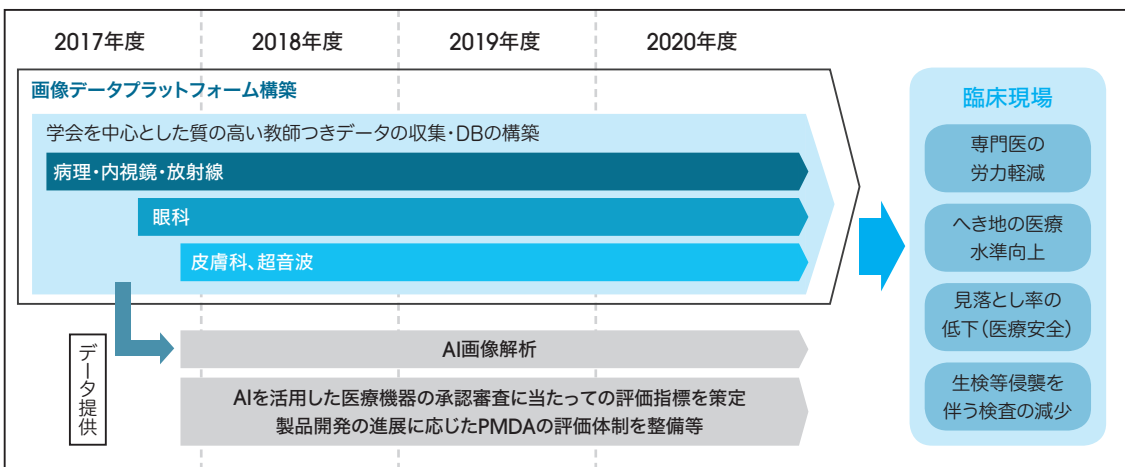 2017年度 2018年度 2019年度 2020年度
画像データプラットフォーム構築
学会を中心とした質の高い教師つきデータの収集・DBの構築
病理・内視鏡・放射線
眼科
皮膚科、超音波
データ提供
AI画像解析
AIを活用した医療機器の承認審査に当たっての評価指標を策定
製品開発の進展に応じたPMDAの評価体制を整備等
臨床現場
専門医の
労力軽減
へき地の医療
水準向上
見落とし率の
低下（医療安全）
生検等侵襲を
伴う検査の減少